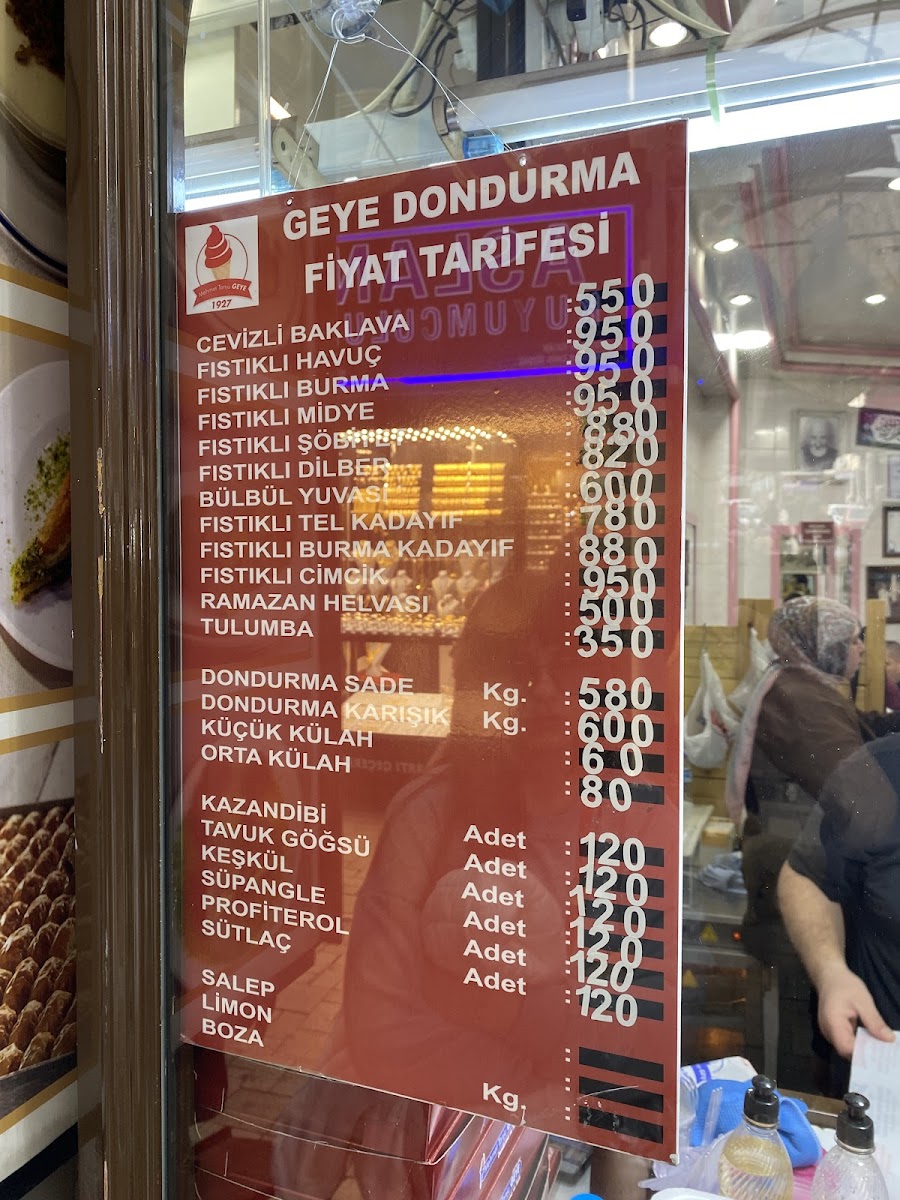 GEYE DONDURMA
FİYAT TARİFESİ
GEYE
1927
CEVİZLİ BAKLAVA : 550
FISTIKLI HAVUÇ : 950
FISTIKLI BURMA : 950
FISTIKLI MİDYE : 950
FISTIKLI ŞÖBİYET : 880
FISTIKLI DİLBER : 820
BÜLBÜL YUVASI : 600
FISTIKLI TEL KADAYIF : 780
FISTIKLI BURMA KADAYIF : 880
FISTIKLI CİMCİK : 950
RAMAZAN HELVASI : 500
TULUMBA : 350
DONDURMA SADE Kg. : 580
DONDURMA KARIŞIK Kg. : 600
KÜÇÜK KÜLAH : 60
ORTA KÜLAH : 80
KAZANDİBİ Adet : 120
TAVUK GÖĞSÜ Adet : 120
KEŞKÜL Adet : 120
SÜPANGLE Adet : 120
PROFİTEROL Adet : 120
SÜTLAÇ Adet : 120
SALEP :
LİMON :
BOZA Kg. :